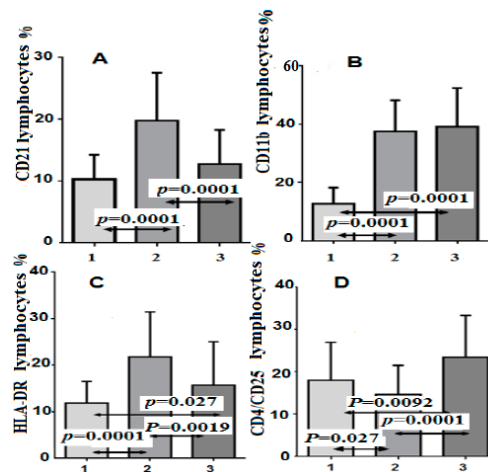 A
CD21 lymphocytes %
30
20
10
0
p=0.0001
p=0.0001
1 2 3
B
CD11b lymphocytes %
60
40
20
0
p=0.0001
p=0.0001
1 2 3
C
HLA-DR lymphocytes %
40
30
20
10
0
p=0.027
p=0.0001
P=0.0019
1 2 3
D
CD4/CD25 lymphocytes %
40
30
20
10
0
P=0.0092
p=0.0001
P=0.027
1 2 3